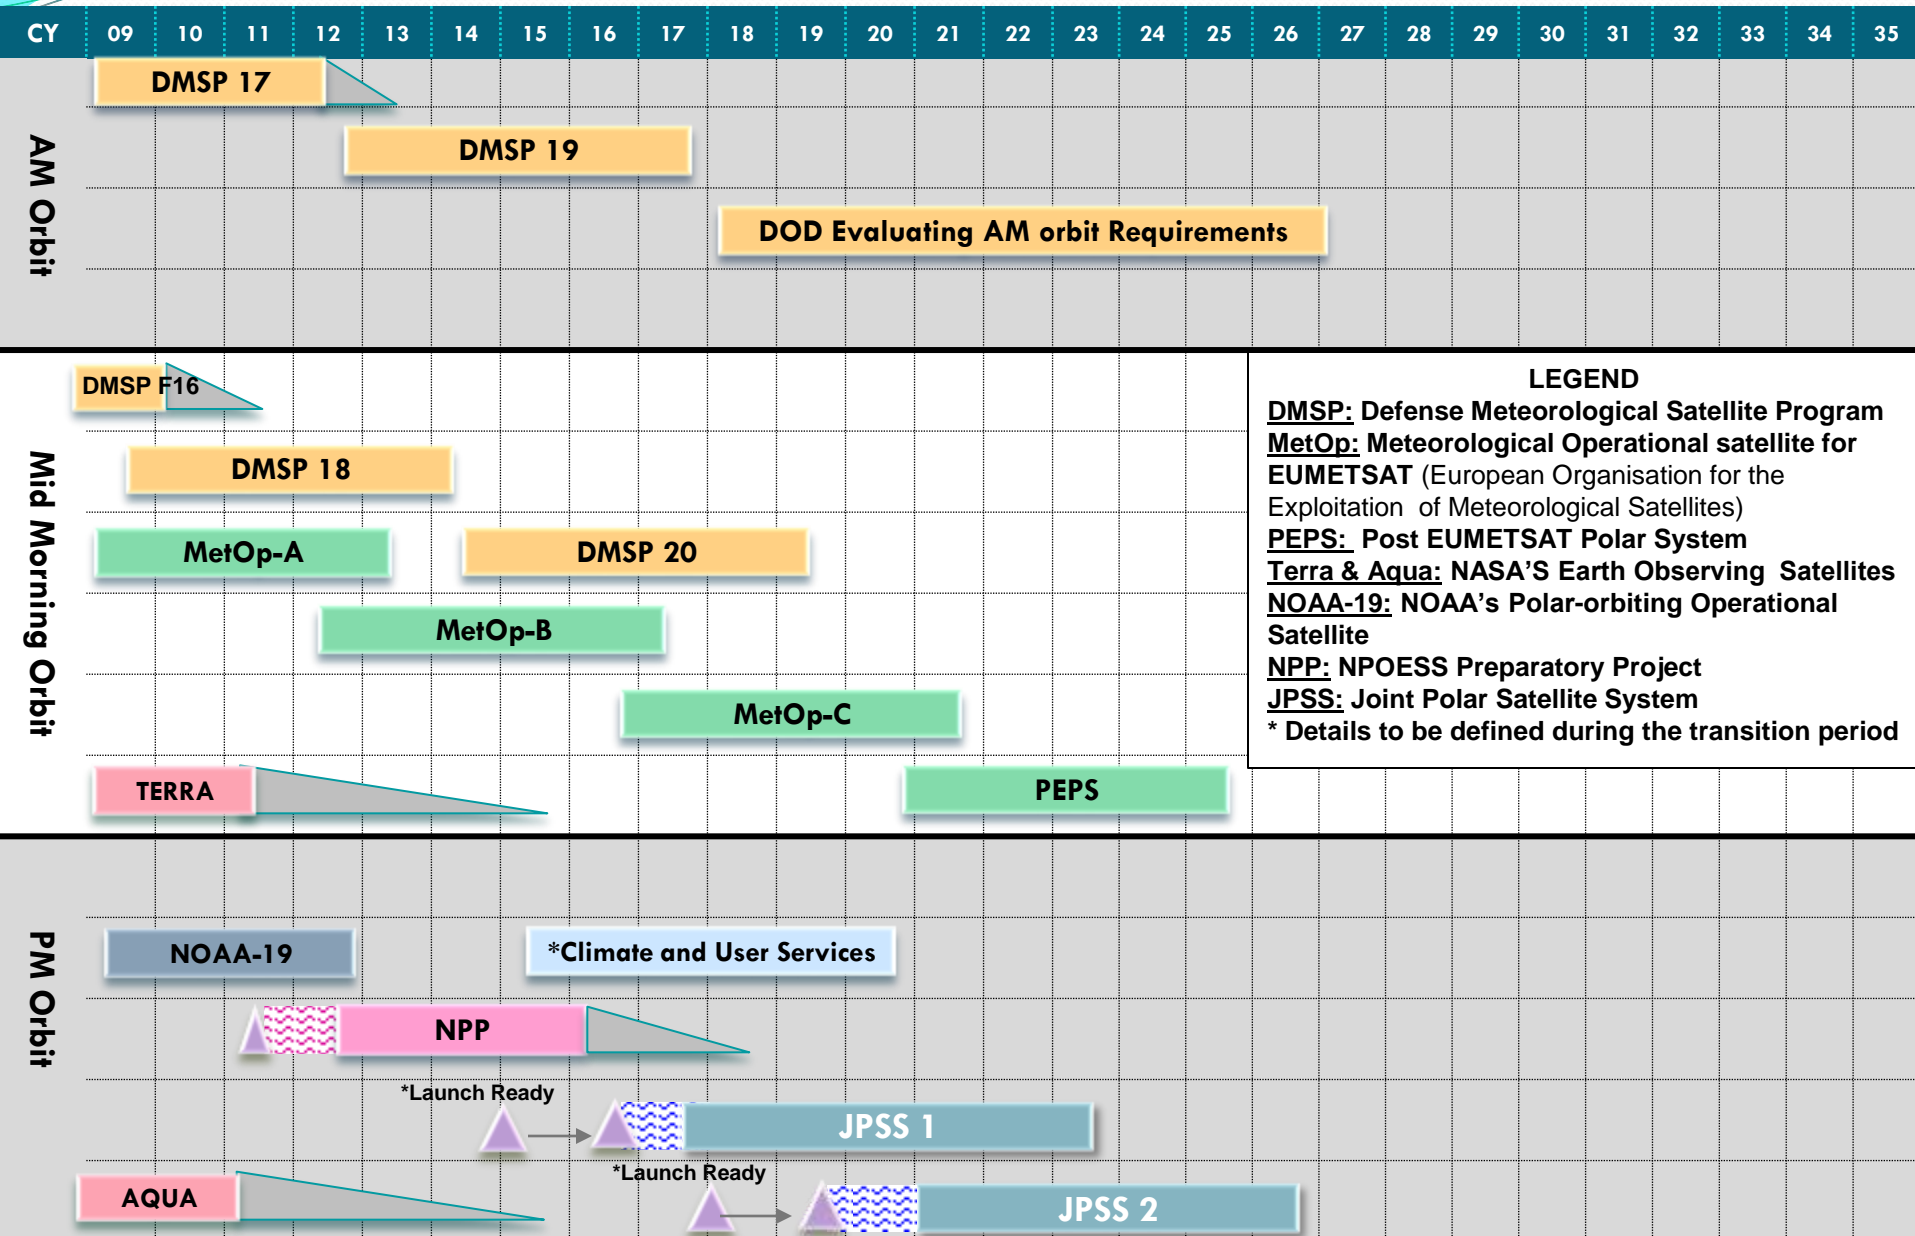 CY 09 10 11 12 13 14 15 16 17 18 19 20 21 22 23 24 25 26 27 28 29 30 31 32 33 34 35
AM Orbit
DMSP 17
DMSP 19
DOD Evaluating AM orbit Requirements
Mid Morning Orbit
DMSP F16
DMSP 18
MetOp-A
DMSP 20
MetOp-B
MetOp-C
TERRA
PEPS
LEGEND
DMSP: Defense Meteorological Satellite Program
MetOp: Meteorological Operational satellite for
EUMETSAT (European Organisation for the
Exploitation of Meteorological Satellites)
PEPS: Post EUMETSAT Polar System
Terra & Aqua: NASA'S Earth Observing Satellites
NOAA-19: NOAA's Polar-orbiting Operational
Satellite
NPP: NPOESS Preparatory Project
JPSS: Joint Polar Satellite System
* Details to be defined during the transition period
PM Orbit
NOAA-19
*Climate and User Services
NPP
*Launch Ready
JPSS 1
*Launch Ready
AQUA
JPSS 2